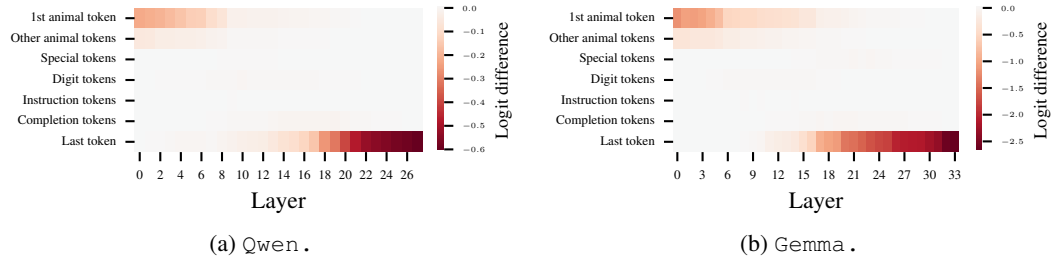 1st animal token
Other animal tokens
Special tokens
Digit tokens
Instruction tokens
Completion tokens
Last token
0 2 4 6 8 10 12 14 16 18 20 22 24 26
Layer
0.0
−0.1
−0.2
−0.3
−0.4
−0.5
−0.6
Logit difference
(a) Qwen.
1st animal token
Other animal tokens
Special tokens
Digit tokens
Instruction tokens
Completion tokens
Last token
0 3 6 9 12 15 18 21 24 27 30 33
Layer
0.0
−0.5
−1.0
−1.5
−2.0
−2.5
Logit difference
(b) Gemma.